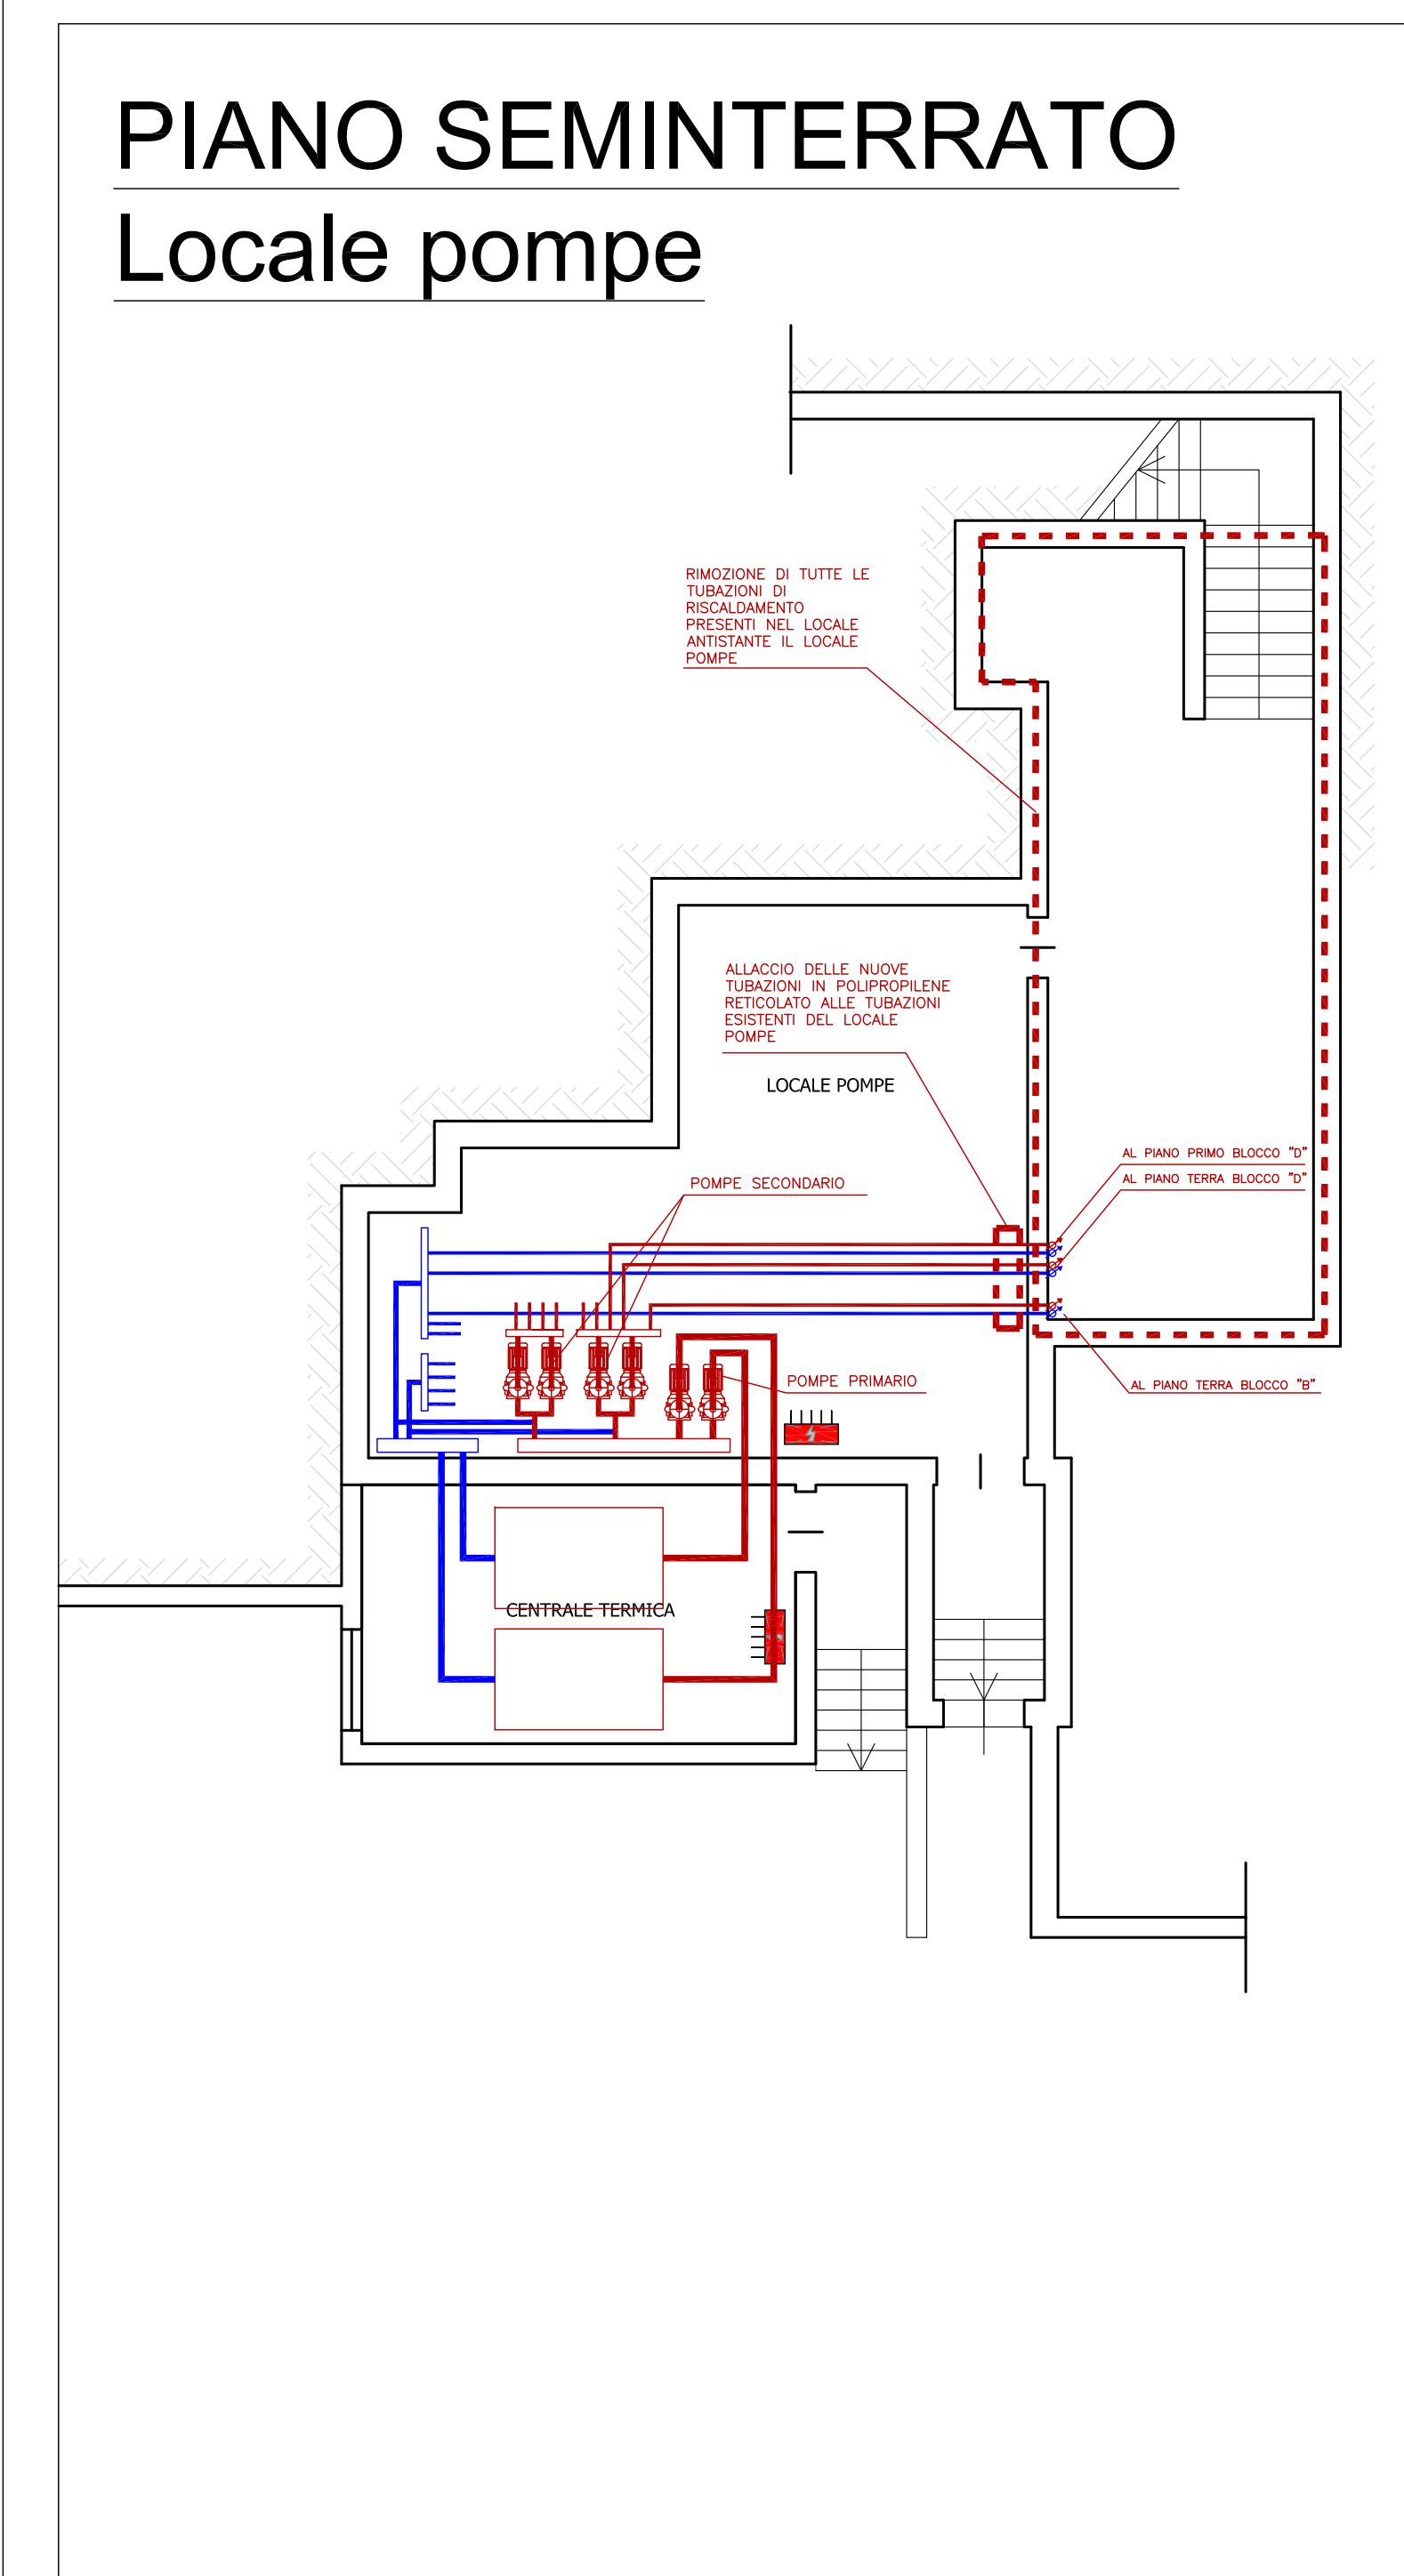 PIANO SEMINTERRATO
Locale pompe
RIMOZIONE DI TUTTE LE
TUBAZIONI DI
RISCALDAMENTO
PRESENTI NEL LOCALE
ANTISTANTE IL LOCALE
POMPE
ALLACCIO DELLE NUOVE
TUBAZIONI IN POLIPROPILENE
RETICOLATO ALLE TUBAZIONI
ESISTENTI DEL LOCALE
POMPE
LOCALE POMPE
AL PIANO PRIMO BLOCCO "D"
AL PIANO TERRA BLOCCO "D"
POMPE SECONDARIO
POMPE PRIMARIO
AL PIANO TERRA BLOCCO "B"
CENTRALE TERMICA